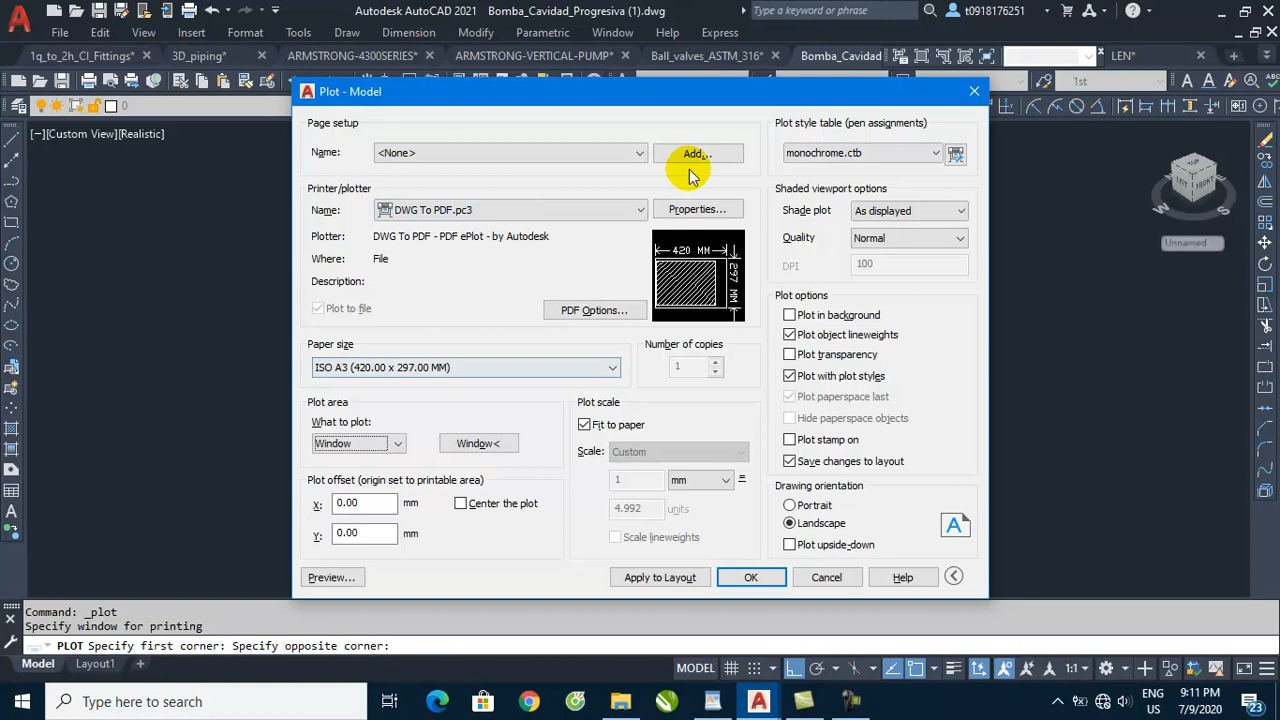 Autodesk AutoCAD 2021 Bomba_Cavidad_Progresiva (1).dwg
Type a keyword or phrase
t0918176251
File Edit View Insert Format Tools Draw Dimension Modify Parametric Window Help Express
1q_to_2h_CI_Fittings* 3D_piping* ARMSTRONG-4300SERIES* ARMSTRONG-VERTICAL-PUMP* Ball_valves_ASTM_316* Bomba_Cavidad LEN*
1st
0
[−][Custom View][Realistic]
LEFT FRONT
Unnamed
Plot - Model
Page setup
Name: <None> Add...
Printer/plotter
Name: DWG To PDF.pc3 Properties...
Plotter: DWG To PDF - PDF ePlot - by Autodesk
Where: File
Description:
Plot to file
PDF Options...
420 MM
297 MM
Paper size
ISO A3 (420.00 x 297.00 MM)
Number of copies
1
Plot area
What to plot:
Window Window<
Plot offset (origin set to printable area)
X: 0.00 mm Center the plot
Y: 0.00 mm
Plot scale
Fit to paper
Scale: Custom
1 mm =
4.992 units
Scale lineweights
Plot style table (pen assignments)
monochrome.ctb
Shaded viewport options
Shade plot As displayed
Quality Normal
DPI 100
Plot options
Plot in background
Plot object lineweights
Plot transparency
Plot with plot styles
Plot paperspace last
Hide paperspace objects
Plot stamp on
Save changes to layout
Drawing orientation
Portrait
Landscape
Plot upside-down
A
Preview... Apply to Layout OK Cancel Help
Command: _plot
Specify window for printing
PLOT Specify first corner: Specify opposite corner:
Model Layout1 +
MODEL 1:1
Type here to search
ENG
US
9:11 PM
7/9/2020
23